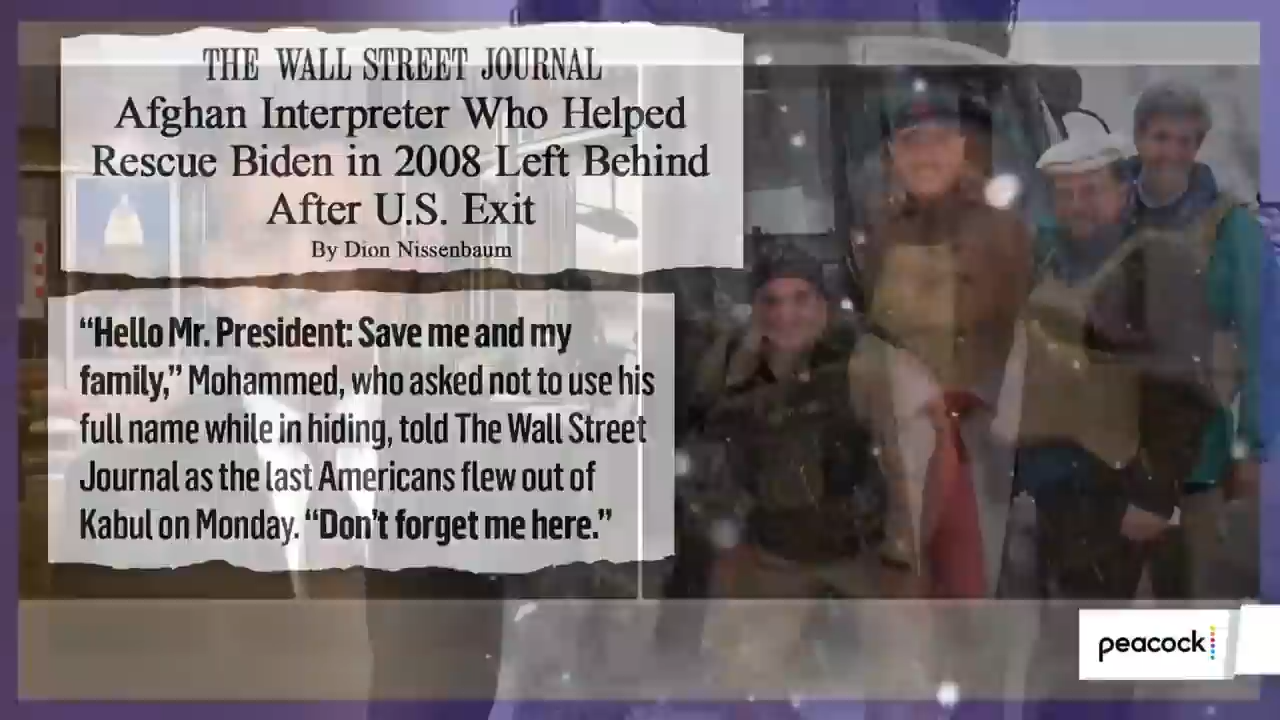 THE WALL STREET JOURNAL
Afghan Interpreter Who Helped
Rescue Biden in 2008 Left Behind
After U.S. Exit
By Dion Nissenbaum
“Hello Mr. President: Save me and my
family,” Mohammed, who asked not to use his
full name while in hiding, told The Wall Street
Journal as the last Americans flew out of
Kabul on Monday. “Don’t forget me here.”
peacock